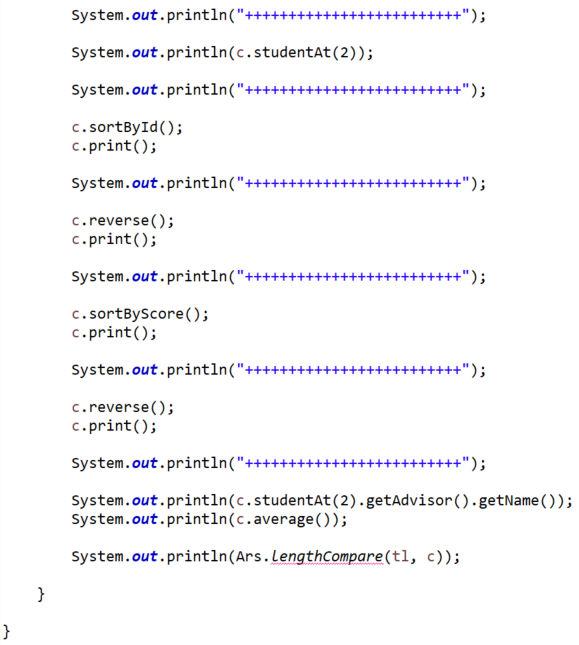 System.out.println("+++++++++++++++++++++++++");
System.out.println(c.studentAt(2));
System.out.println("+++++++++++++++++++++++++");
c.sortById();
c.print();
System.out.println("+++++++++++++++++++++++++");
c.reverse();
c.print();
System.out.println("+++++++++++++++++++++++++");
c.sortByScore();
c.print();
System.out.println("+++++++++++++++++++++++++");
c.reverse();
c.print();
System.out.println("+++++++++++++++++++++++++");
System.out.println(c.studentAt(2).getAdvisor().getName());
System.out.println(c.average());
System.out.println(Ars.lengthCompare(tl, c));
}
}